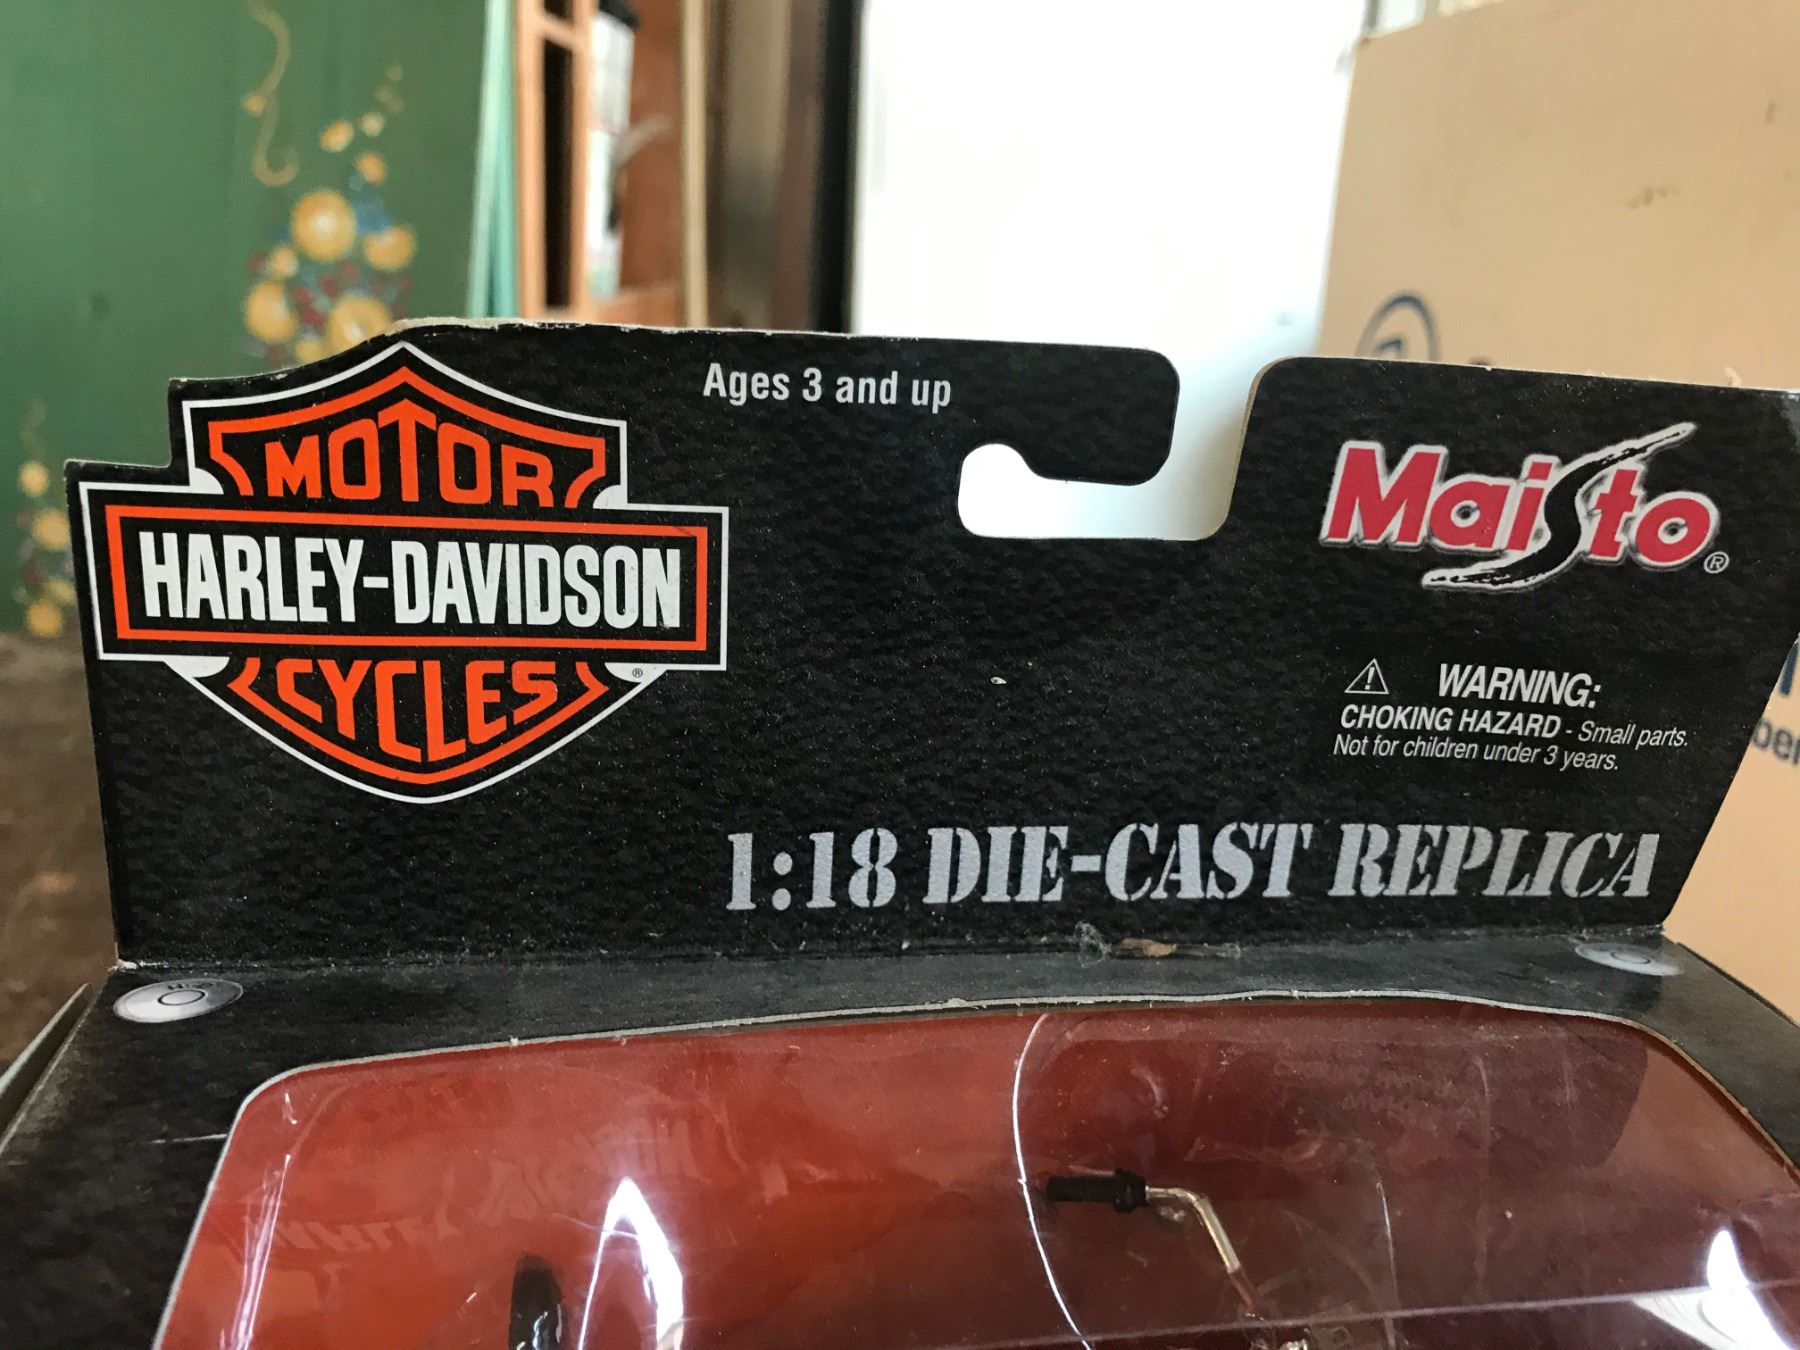 Ages 3 and up
MOTOR
HARLEY-DAVIDSON
CYCLES
®
Maisto®
⚠ WARNING:
CHOKING HAZARD - Small parts.
Not for children under 3 years.
1:18 DIE-CAST REPLICA